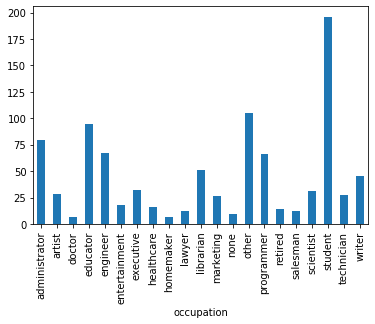 200
175
150
125
100
75
50
25
0
administrator
artist
doctor
educator
engineer
entertainment
executive
healthcare
homemaker
lawyer
librarian
marketing
none
other
programmer
retired
salesman
scientist
student
technician
writer
occupation